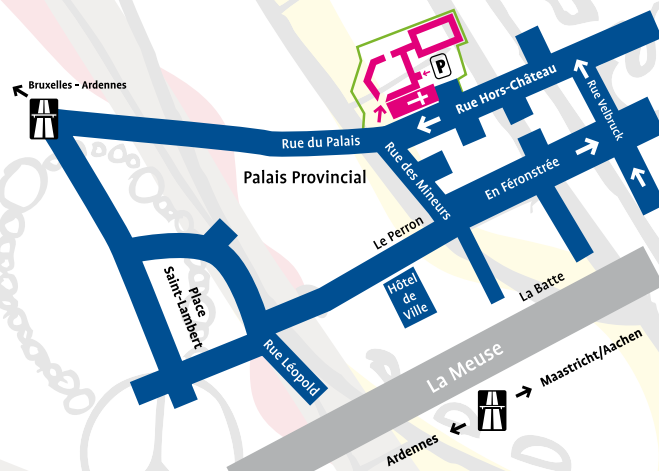 Bruxelles - Ardennes
P
Rue Hors-Château
Rue Velbruck
Rue du Palais
Rue des Mineurs
Palais Provincial
En Féronstrée
Le Perron
Place
Saint-Lambert
Hôtel
de
Ville
La Batte
Rue Léopold
La Meuse
Maastricht/Aachen
Ardennes